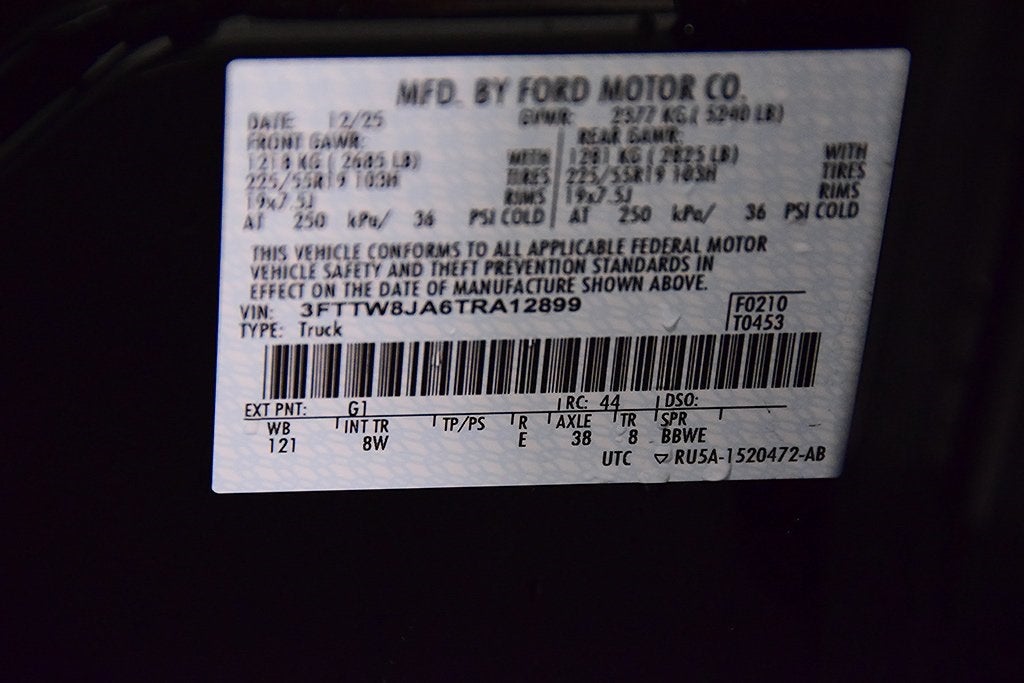 MFD. BY FORD MOTOR CO.
DATE: 12/25 GVWR: 2377 KG ( 5240 LB)
FRONT GAWR: REAR GAWR:
1218 KG ( 2685 LB) WITH 1281 KG ( 2825 LB) WITH
225/55R19 103H TIRES 225/55R19 103H TIRES
19x7.5J RIMS 19x7.5J RIMS
AT 250 kPa/ 36 PSI COLD AT 250 kPa/ 36 PSI COLD
THIS VEHICLE CONFORMS TO ALL APPLICABLE FEDERAL MOTOR
VEHICLE SAFETY AND THEFT PREVENTION STANDARDS IN
EFFECT ON THE DATE OF MANUFACTURE SHOWN ABOVE.
VIN: 3FTTW8JA6TRA12899 F0210
TYPE: Truck T0453
EXT PNT: G1 RC: 44 DSO:
WB INT TR TP/PS R AXLE TR SPR
121 8W E 38 8 BBWE
UTC ▽ RU5A-1520472-AB